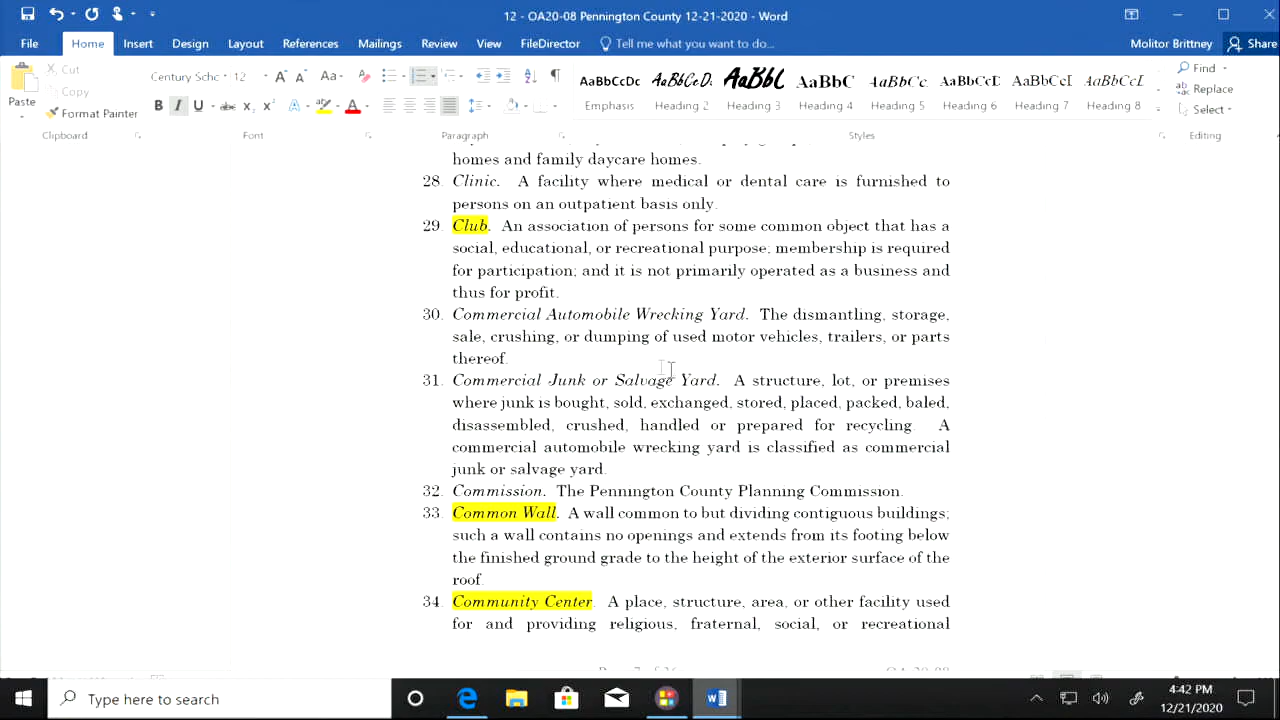 12 - OA20-08 Pennington County 12-21-2020 - Word
File Home Insert Design Layout References Mailings Review View FileDirector Tell me what you want to do... Molitor Brittney Share
Cut
Copy
Paste
Format Painter
Century Sch 12
AaBbCcDc AaBbCcDi AaBbC AaBbC AaBbCc AaBbCcD AaBbCcI AaBbCcI
Emphasis Heading 2 Heading 3 Heading 4 Heading 5 Heading 6 Heading 7 Heading 8
Find
Replace
Select
Clipboard Font Paragraph Styles Editing
homes and family daycare homes.
28. Clinic. A facility where medical or dental care is furnished to
persons on an outpatient basis only.
29. Club. An association of persons for some common object that has a
social, educational, or recreational purpose; membership is required
for participation; and it is not primarily operated as a business and
thus for profit.
30. Commercial Automobile Wrecking Yard. The dismantling, storage,
sale, crushing, or dumping of used motor vehicles, trailers, or parts
thereof.
31. Commercial Junk or Salvage Yard. A structure, lot, or premises
where junk is bought, sold, exchanged, stored, placed, packed, baled,
disassembled, crushed, handled or prepared for recycling. A
commercial automobile wrecking yard is classified as commercial
junk or salvage yard.
32. Commission. The Pennington County Planning Commission.
33. Common Wall. A wall common to but dividing contiguous buildings;
such a wall contains no openings and extends from its footing below
the finished ground grade to the height of the exterior surface of the
roof.
34. Community Center. A place, structure, area, or other facility used
for and providing religious, fraternal, social, or recreational
Type here to search
4:42 PM
12/21/2020